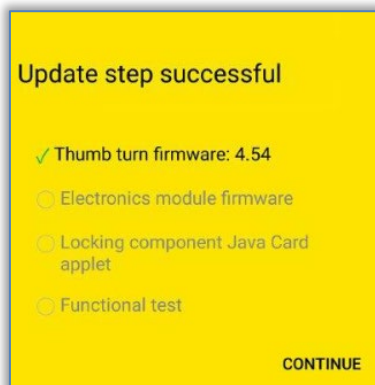 Update step successful
Thumb turn firmware: 4.54
Electronics module firmware
Locking component Java Card
applet
Functional test
CONTINUE